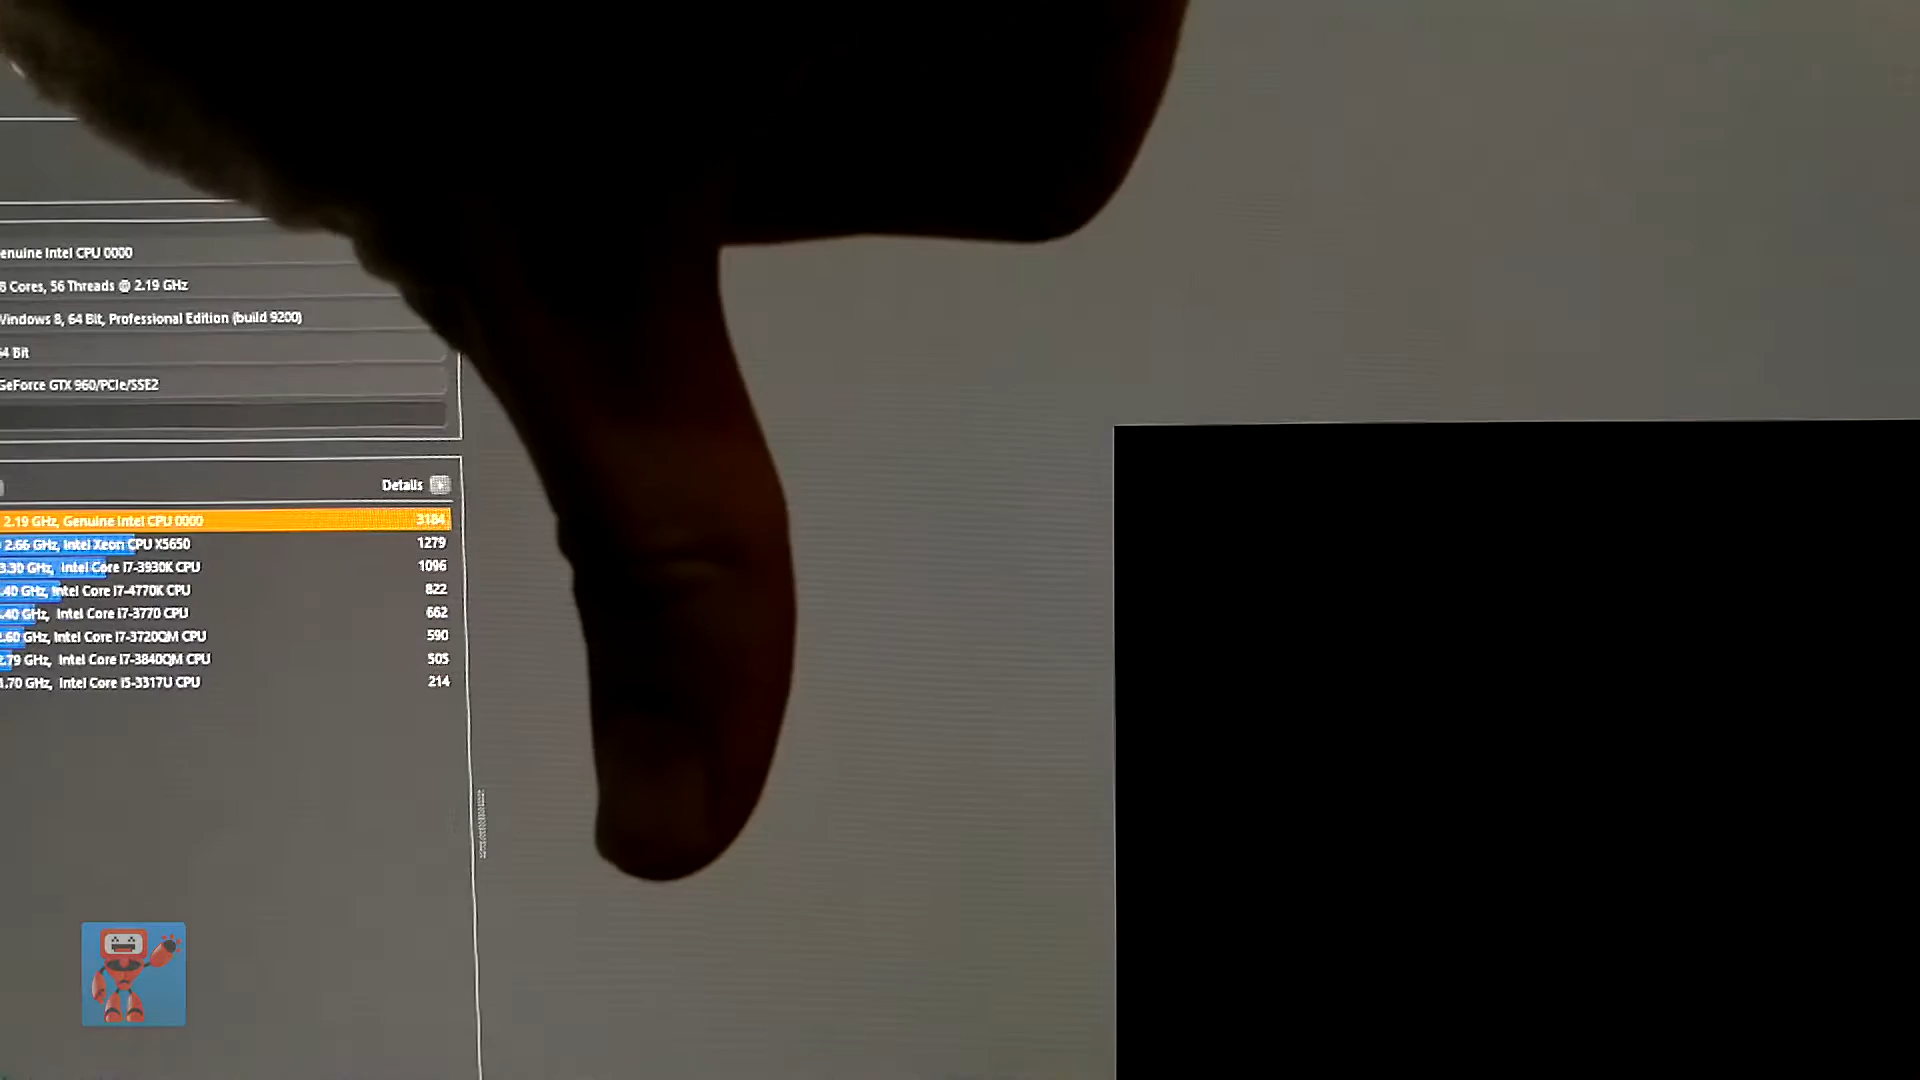 enuine Intel CPU 0000
8 Cores, 56 Threads @ 2.19 GHz
Windows 8, 64 Bit, Professional Edition (build 9200)
64 Bit
GeForce GTX 960/PCIe/SSE2
Details
2.19 GHz, Genuine Intel CPU 0000 3184
2.66 GHz, Intel Xeon CPU X5650 1279
3.30 GHz, Intel Core i7-3930K CPU 1096
.40 GHz, Intel Core i7-4770K CPU 822
.40 GHz, Intel Core i7-3770 CPU 662
2.60 GHz, Intel Core i7-3720QM CPU 590
2.79 GHz, Intel Core i7-3840QM CPU 505
1.70 GHz, Intel Core i5-3317U CPU 214